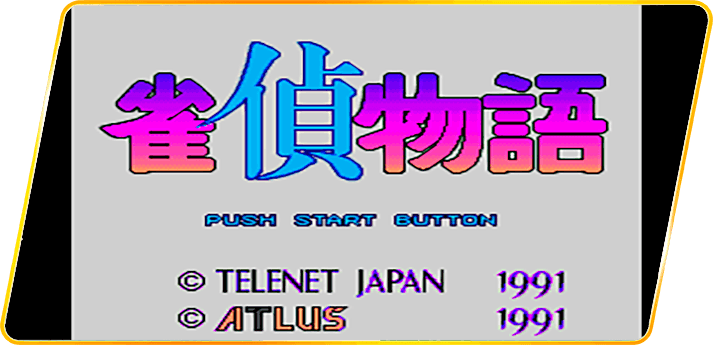 雀偵物語
PUSH START BUTTON
© TELENET JAPAN 1991
© ATLUS 1991